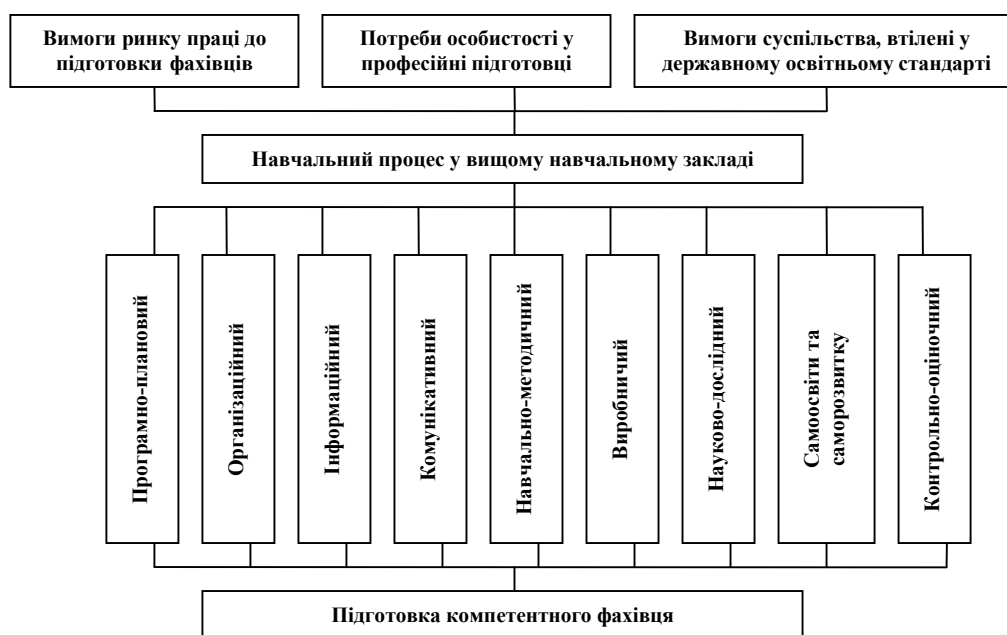 Вимоги ринку праці до
підготовки фахівців
Потреби особистості у
професійні підготовці
Вимоги суспільства, втілені у
державному освітньому стандарті
Навчальний процес у вищому навчальному закладі
Програмно-плановий
Організаційний
Інформаційний
Комунікативний
Навчально-методичний
Виробничий
Науково-дослідний
Самоосвіти та
саморозвитку
Контрольно-оціночний
Підготовка компетентного фахівця